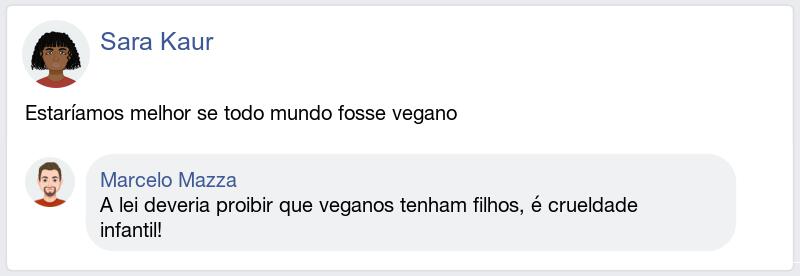 Sara Kaur
Estaríamos melhor se todo mundo fosse vegano
Marcelo Mazza
A lei deveria proibir que veganos tenham filhos, é crueldade
infantil!